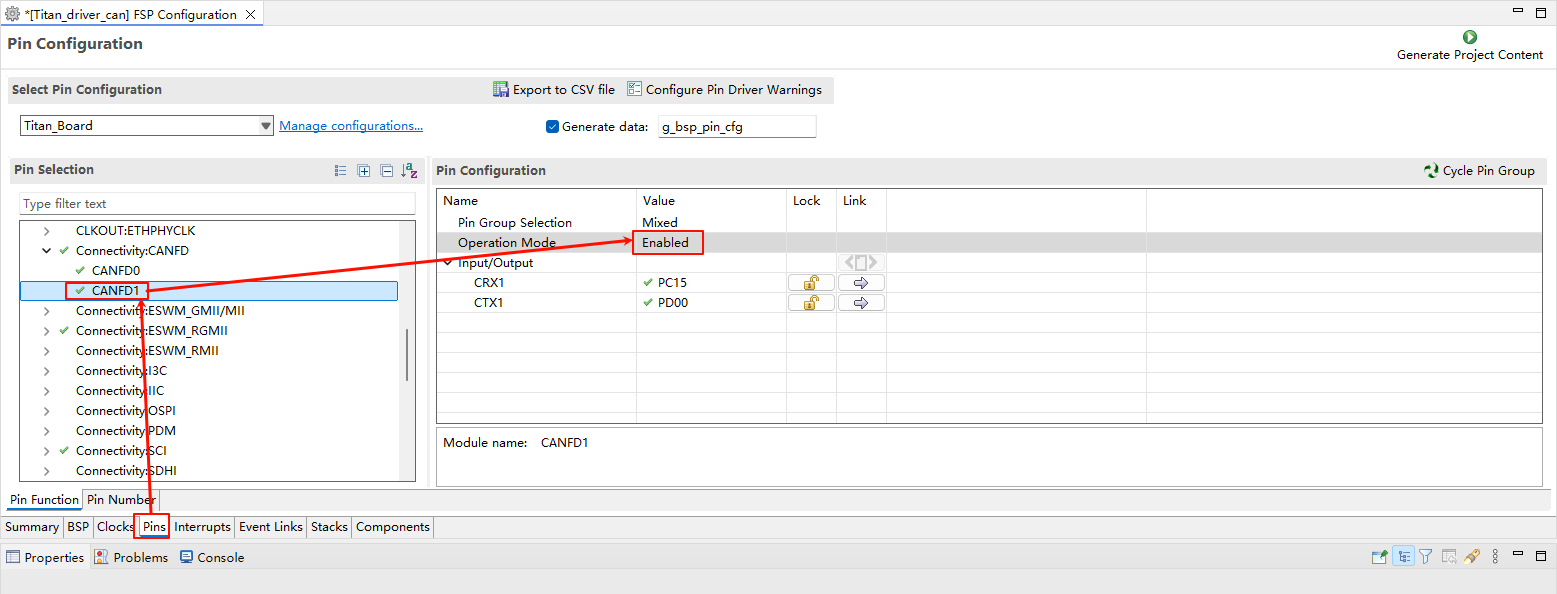 *[Titan_driver_can] FSP Configuration
Pin Configuration
Generate Project Content
Select Pin Configuration
Export to CSV file
Configure Pin Driver Warnings
Titan_Board
Manage configurations...
Generate data:
g_bsp_pin_cfg
Pin Selection
Type filter text
CLKOUT:ETHPHYCLK
Connectivity:CANFD
CANFD0
CANFD1
Connectivity:ESWM_GMII/MII
Connectivity:ESWM_RGMII
Connectivity:ESWM_RMII
Connectivity:I3C
Connectivity:IIC
Connectivity:OSPI
Connectivity:PDM
Connectivity:SCI
Connectivity:SDHI
Pin Configuration
Cycle Pin Group
Name Value Lock Link
Pin Group Selection Mixed
Operation Mode Enabled
Input/Output
CRX1 PC15
CTX1 PD00
Module name: CANFD1
Pin Function Pin Number
Summary BSP Clocks Pins Interrupts Event Links Stacks Components
Properties Problems Console